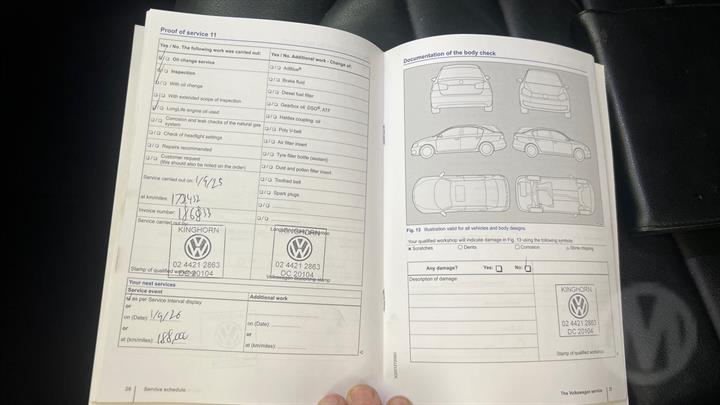 Proof of service 11
Yes / No. The following work was carried out:
Oil change service
Inspection
With oil change
With extended scope of inspection
LongLife engine oil used
Corrosion and leak checks of the natural gas
system
Check of headlight settings
Repairs recommended
Customer request
(this should also be noted on the order)
Service carried out on: 1/9/25
at km/miles:
Invoice number:
Service carried out by:
KINGHORN
02 4421 2863
DC 20104
Stamp of qualified workshop
Yes / No. Additional work - Change of:
AdBlue®
Brake fluid
Diesel fuel filter
Gearbox oil: DSG®, ATF
Haldex coupling: oil
Poly V-belt
Air filter insert
Tyre filler bottle (sealant)
Dust and pollen filter insert
Toothed belt
Spark plugs
KINGHORN
02 4421 2863
DC 20104
Your next services
Service event
as per Service interval display
or
on (Date): 1/9/26
or
at (km/miles): 188,000
Additional work
on (Date):
or
at (km/miles):
28
Service schedule
Documentation of the body check
Fig. 13 Illustration valid for all vehicles and body designs.
Your qualified workshop will indicate damage in Fig. 13 using the following symbols:
Scratches
Dents
Corrosion
Stone chipping
Any damage?
Yes:
No:
Description of damage:
KINGHORN
02 4421 2863
DC 20104
Stamp of qualified workshop
The Volkswagen service